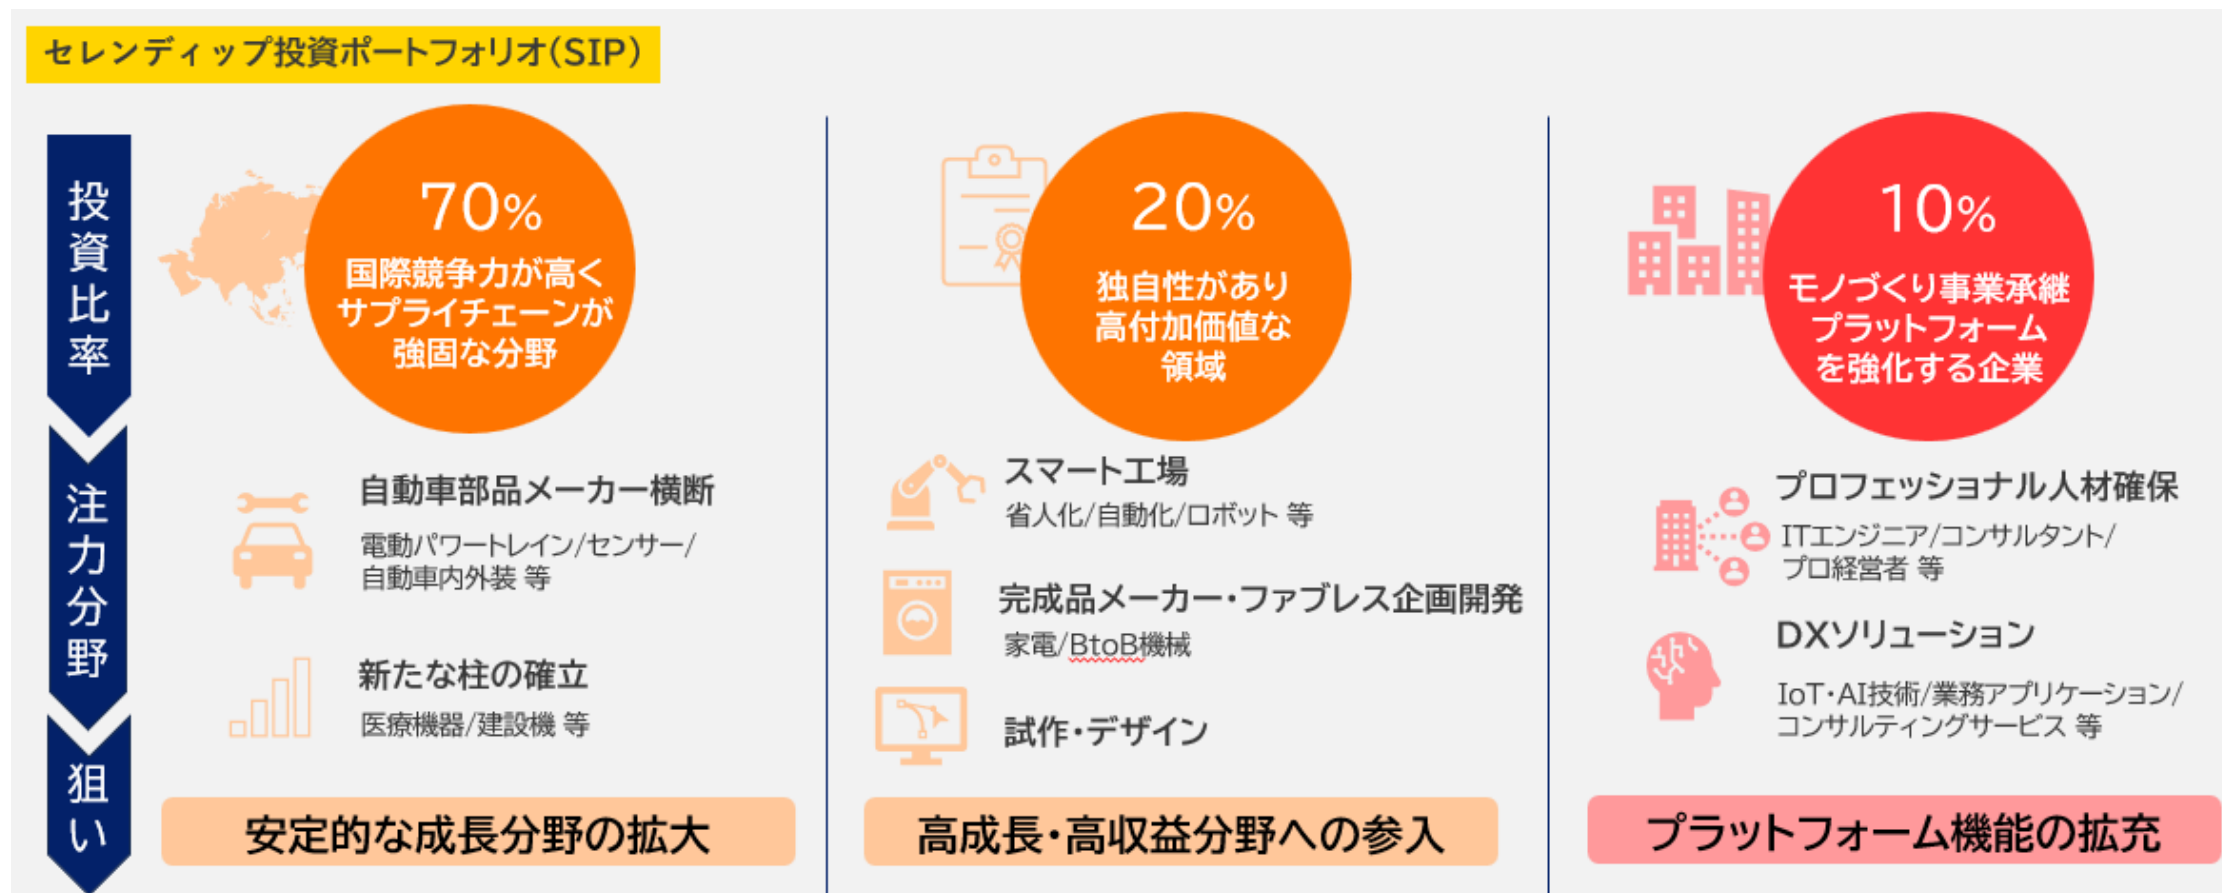 セレンディップ投資ポートフォリオ(SIP)
投資比率
70%
国際競争力が高く
サプライチェーンが
強固な分野
20%
独自性があり
高付加価値な
領域
10%
モノづくり事業承継
プラットフォーム
を強化する企業
注力分野
自動車部品メーカー横断
電動パワートレイン/センサー/
自動車内外装 等
新たな柱の確立
医療機器/建設機 等
スマート工場
省人化/自動化/ロボット 等
完成品メーカー・ファブレス企画開発
家電/BtoB機械
試作・デザイン
プロフェッショナル人材確保
ITエンジニア/コンサルタント/
プロ経営者 等
DXソリューション
IoT・AI技術/業務アプリケーション/
コンサルティングサービス 等
狙い
安定的な成長分野の拡大
高成長・高収益分野への参入
プラットフォーム機能の拡充